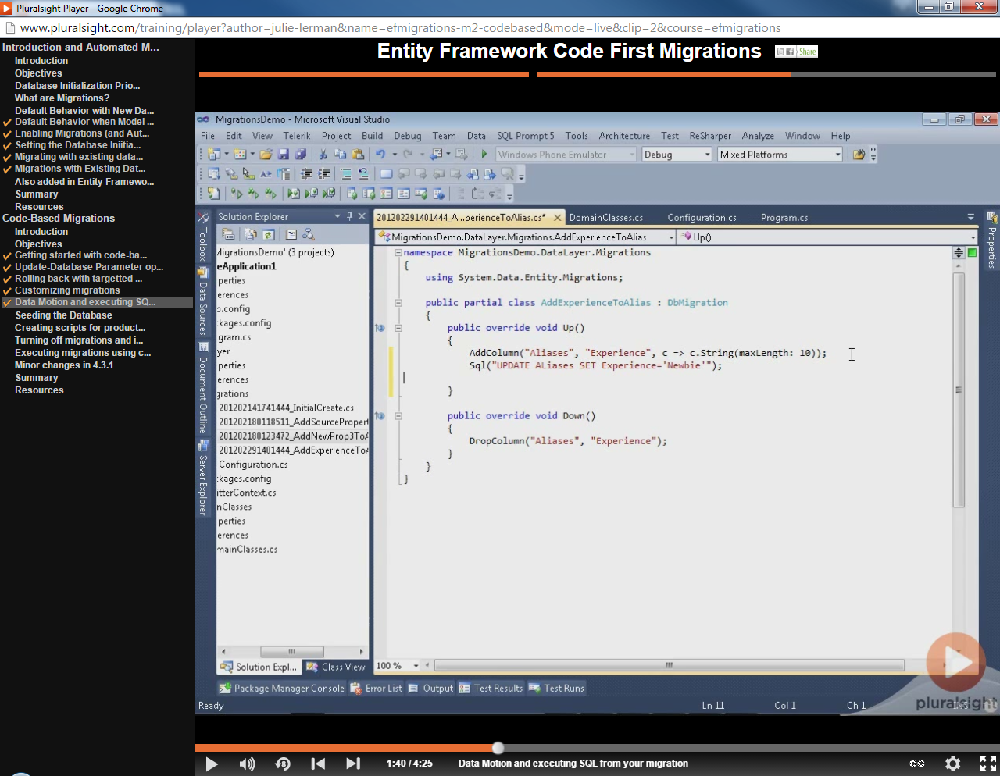 Pluralsight Player - Google Chrome
www.pluralsight.com/training/player?author=julie-lerman&name=efmigrations-m2-codebased&mode=live&clip=2&course=efmigrations
Introduction and Automated M...
Introduction
Objectives
Database Initialization Prio...
What are Migrations?
Default Behavior with New Da...
Default Behavior when Model ...
Enabling Migrations (and Aut...
Setting the Database Iniitia...
Migrating with existing data...
Migrations with Existing Dat...
Also added in Entity Framewo...
Summary
Resources
Code-Based Migrations
Introduction
Objectives
Getting started with code-ba...
Update-Database Parameter op...
Rolling back with targetted ...
Customizing migrations
Data Motion and executing SQ...
Seeding the Database
Creating scripts for product...
Turning off migrations and i...
Executing migrations using c...
Minor changes in 4.3.1
Summary
Resources
Entity Framework Code First Migrations
Share
MigrationsDemo - Microsoft Visual Studio
File Edit View Telerik Project Build Debug Team Data SQL Prompt 5 Tools Architecture Test ReSharper Analyze Window Help
Windows Phone Emulator Debug Mixed Platforms
Toolbox
Data Sources
Document Outline
Server Explorer
Solution Explorer
MigrationsDemo' (3 projects)
eApplication1
perties
erences
o.config
kages.config
gram.cs
yer
perties
erences
grations
201202141741444_InitialCreate.cs
201202180118511_AddSourcePropert
201202180123472_AddNewProp3ToA
201202291401444_AddExperienceToA
Configuration.cs
kages.config
itterContext.cs
nClasses
perties
erences
mainClasses.cs
Solution Expl... Class View
201202291401444_A...perienceToAlias.cs* DomainClasses.cs Configuration.cs Program.cs
MigrationsDemo.DataLayer.Migrations.AddExperienceToAlias Up()
namespace MigrationsDemo.DataLayer.Migrations
{
using System.Data.Entity.Migrations;
public partial class AddExperienceToAlias : DbMigration
{
public override void Up()
{
AddColumn("Aliases", "Experience", c => c.String(maxLength: 10));
Sql("UPDATE ALiases SET Experience='Newbie'");
}
public override void Down()
{
DropColumn("Aliases", "Experience");
}
}
}
100 %
Properties
Package Manager Console Error List Output Test Results Test Runs
Ready Ln 11 Col 1 Ch 1 INS
pluralsight
1:40 / 4:25 Data Motion and executing SQL from your migration
CC